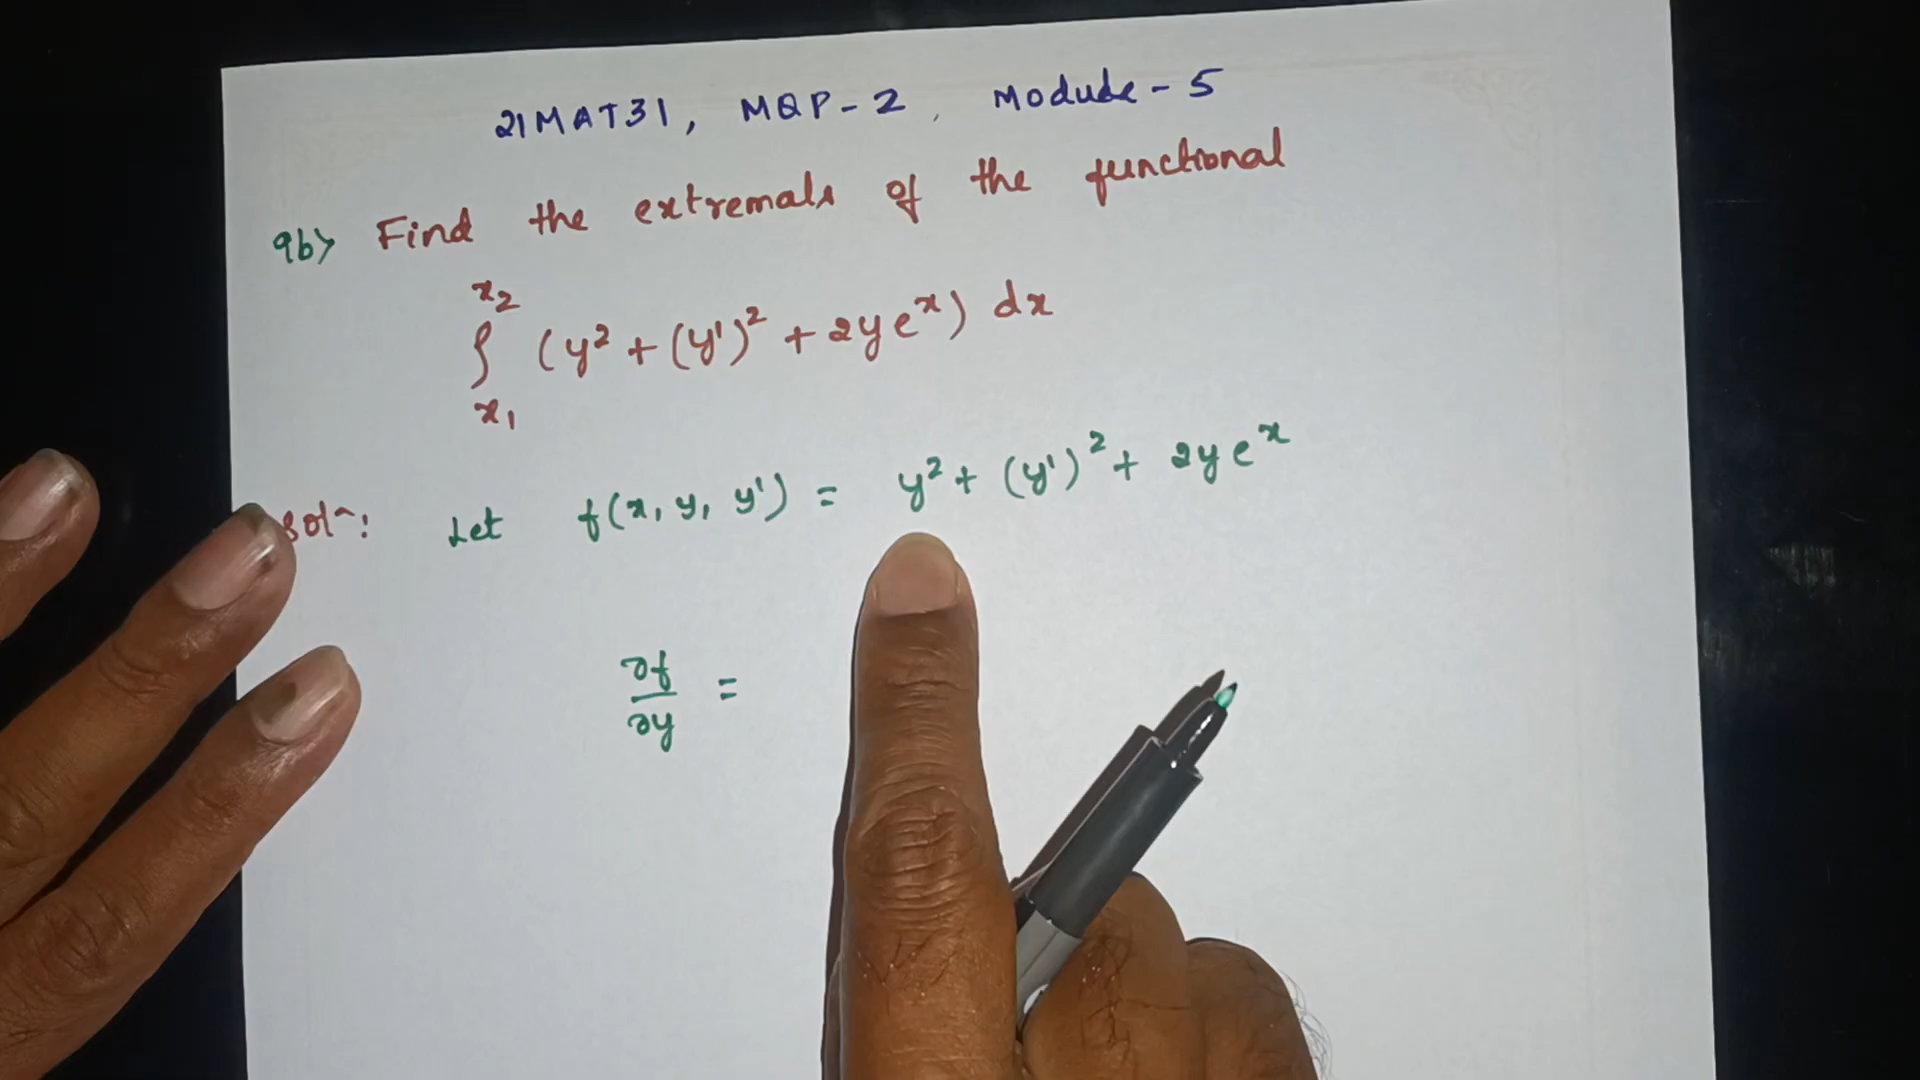 21MAT31, MQP-2, Module-5
9b> Find the extremals of the functional
x2
∫ (y² + (y')² + 2ye^x) dx
x1
Soln: Let f(x, y, y') = y² + (y')² + 2ye^x
∂f/∂y =